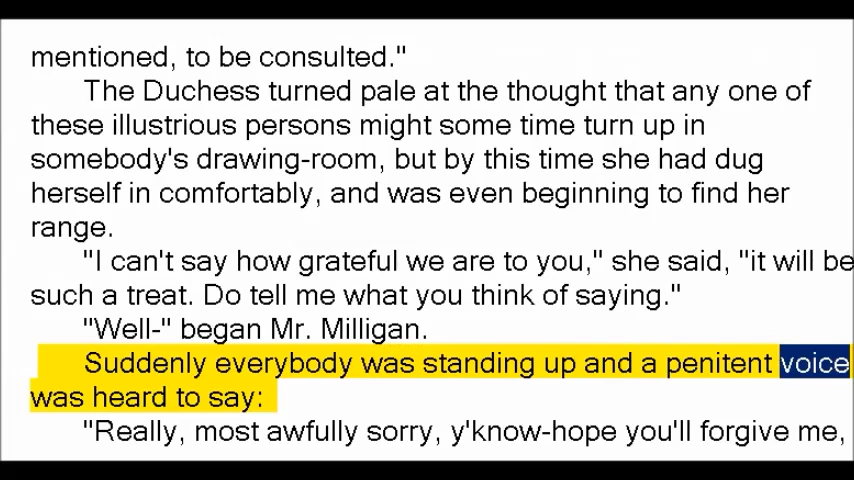 mentioned, to be consulted."
The Duchess turned pale at the thought that any one of
these illustrious persons might some time turn up in
somebody's drawing-room, but by this time she had dug
herself in comfortably, and was even beginning to find her
range.
"I can't say how grateful we are to you," she said, "it will be
such a treat. Do tell me what you think of saying."
"Well-" began Mr. Milligan.
Suddenly everybody was standing up and a penitent voice
was heard to say:
"Really, most awfully sorry, y'know-hope you'll forgive me,